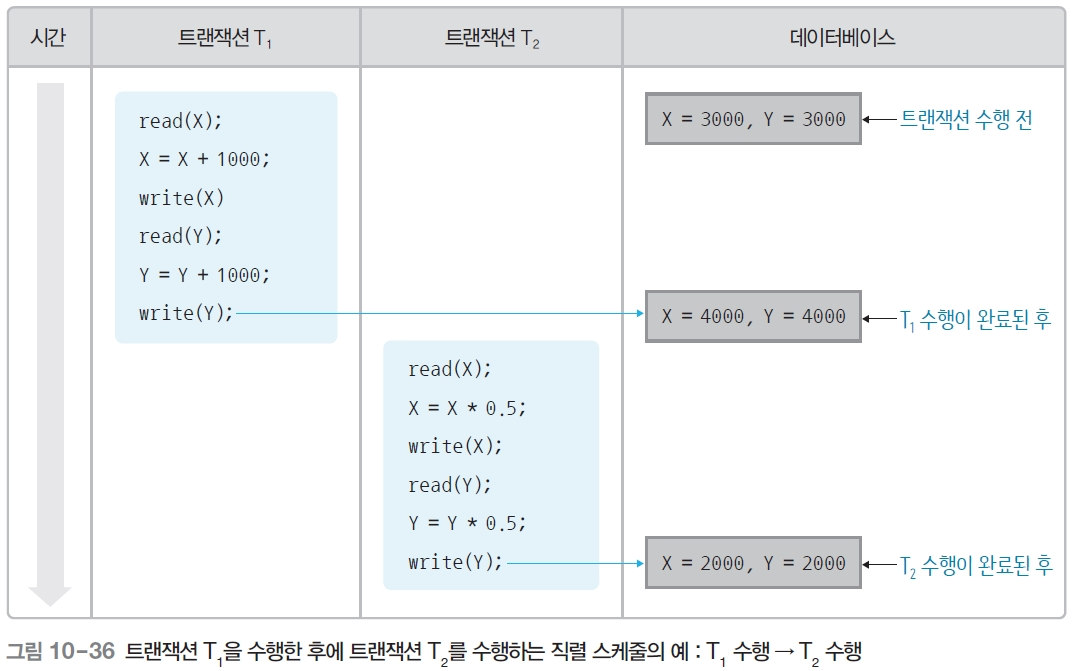 시간 트랜잭션 T1 트랜잭션 T2 데이터베이스
read(X);
X = X + 1000;
write(X)
read(Y);
Y = Y + 1000;
write(Y);
X = 3000, Y = 3000 트랜잭션 수행 전
X = 4000, Y = 4000 T1 수행이 완료된 후
read(X);
X = X * 0.5;
write(X);
read(Y);
Y = Y * 0.5;
write(Y);
X = 2000, Y = 2000 T2 수행이 완료된 후
그림 10-36 트랜잭션 T1을 수행한 후에 트랜잭션 T2를 수행하는 직렬 스케줄의 예 : T1 수행 → T2 수행